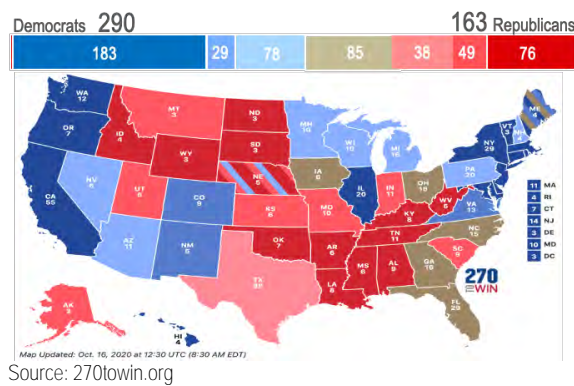 Democrats 290 163 Republicans
183 29 78 85 38 49 76
WA
12
MT
3
ND
3
MN
10
VT
3
ME
4
OR
7
ID
4
SD
3
WI
10
MI
16
NY
29
NH
4
WY
3
NE
5
IA
6
PA
20
NV
6
UT
6
CO
9
IL
20
IN
11
OH
18
WV
5
VA
13
CA
55
KS
6
MO
10
KY
8
AZ
11
NM
5
OK
7
AR
6
TN
11
NC
15
SC
9
TX
MS
6
AL
9
GA
16
LA
8
FL
29
AK
3
HI
4
11 MA
4 RI
7 CT
14 NJ
3 DE
10 MD
3 DC
270
TO WIN
Map Updated: Oct. 16, 2020 at 12:30 UTC (8:30 AM EDT)
Source: 270towin.org